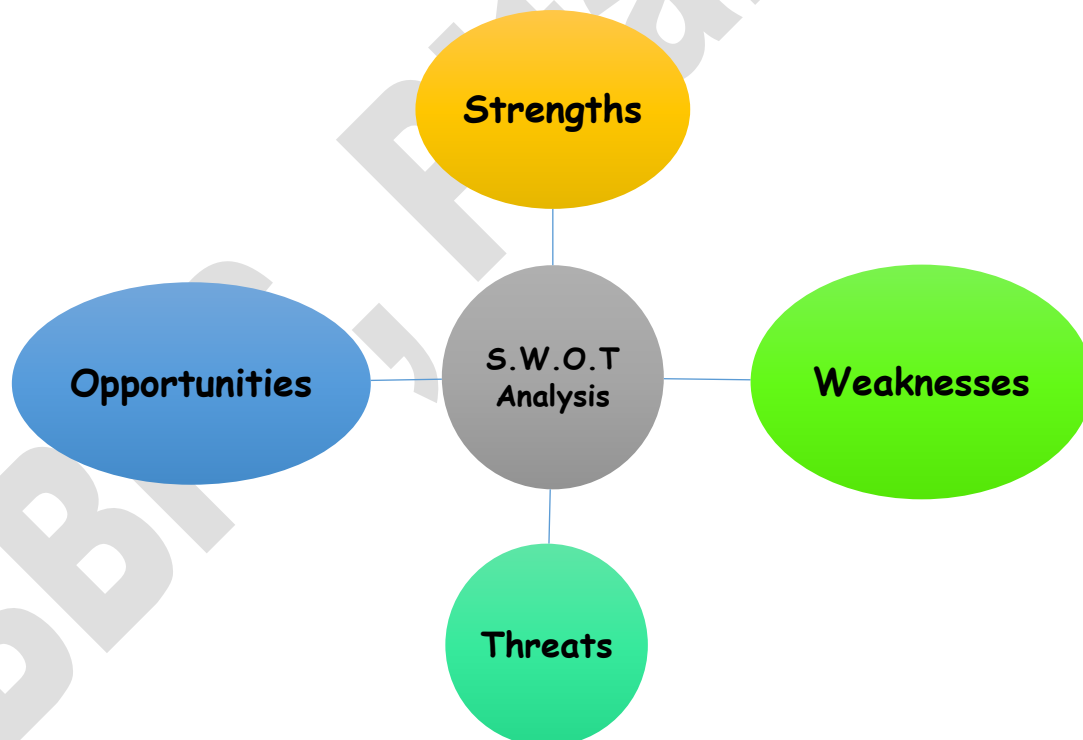 Strengths
Opportunities
S.W.O.T
Analysis
Weaknesses
Threats